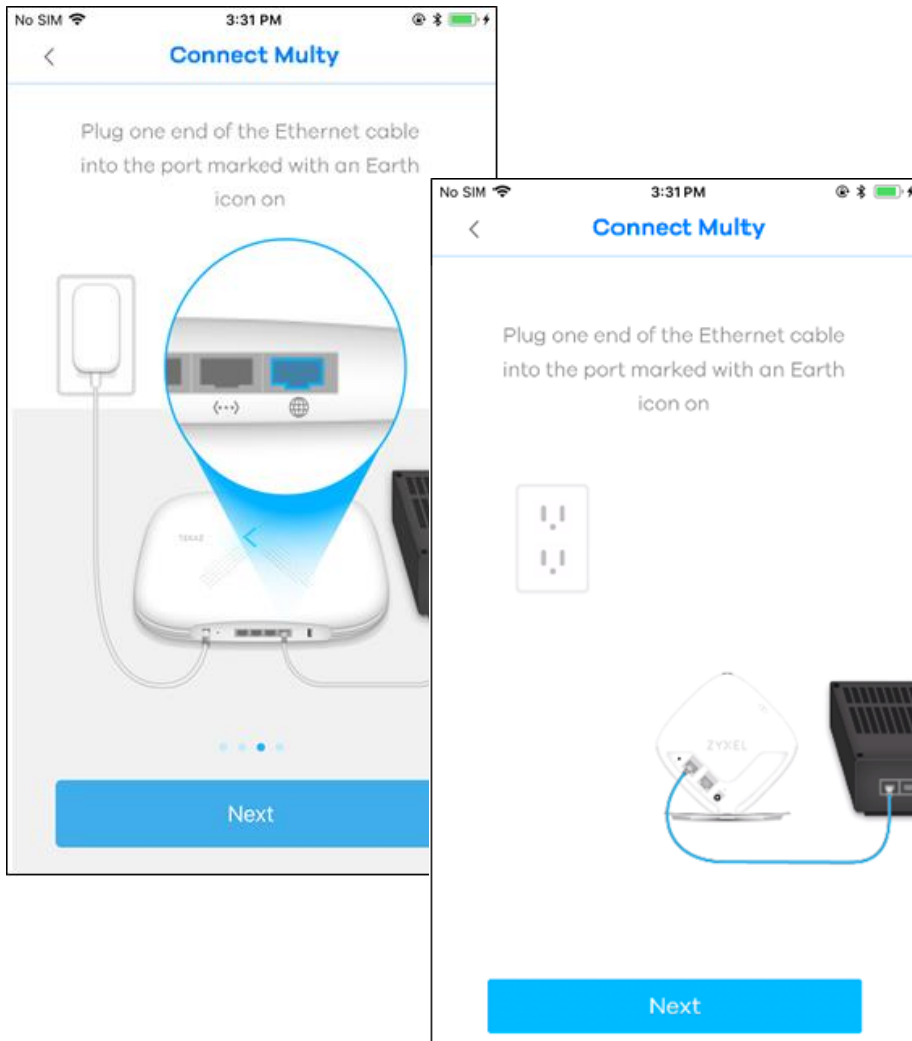 No SIM 3:31 PM
Connect Multy
Plug one end of the Ethernet cable
into the port marked with an Earth
icon on
Next
No SIM 3:31 PM
Connect Multy
Plug one end of the Ethernet cable
into the port marked with an Earth
icon on
ZYXEL
Next